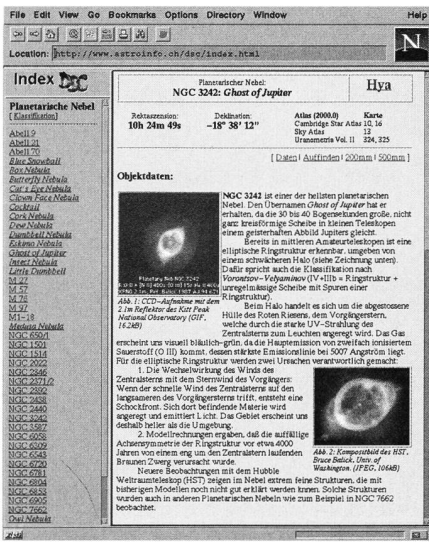 File Edit View Go Bookmarks Options Directory Window Help
Location: http://www.astroinfo.ch/dsc/index.html
N
Index DSC
Planetarische Nebel
[Klassifikation]
Abell 9
Abell 21
Abell 70
Blue Snowball
Box Nebula
Butterfly Nebula
Cat's Eye Nebula
Clown Face Nebula
Cocktail
Cork Nebula
Dew Nebula
Dumbbell Nebula
Eskimo Nebula
Ghost of Jupiter
Insect Nebula
Little Dumbbell
M 27
M 57
M 76
M 97
M1-18
Medusa Nebula
NGC 650/1
NGC 1501
NGC 1514
NGC 2022
NGC 2346
NGC 2371/2
NGC 2392
NGC 2438
NGC 2440
NGC 3242
NGC 3587
NGC 6058
NGC 6309
NGC 6543
NGC 6720
NGC 6781
NGC 6804
NGC 6853
NGC 6905
NGC 7662
Owl Nebula
Planetarischer Nebel:
NGC 3242: Ghost of Jupiter
Hya
Rektaszension:
10h 24m 49s
Deklination:
-18° 38' 12"
Atlas (2000.0) Karte
Cambridge Star Atlas 10, 16
Sky Atlas 13
Uranometria Vol. II 324, 325
[ Daten | Auffinden | 200mm | 500mm ]
Objektdaten:
Planetary Neb NGC 3242
Abb. 1: CCD-Aufnahme mit dem
2.1m Reflektor des Kitt Peak
National Observatory (GIF,
162kB)
NGC 3242 ist einer der hellsten planetarischen
Nebel. Den Übernamen Ghost of Jupiter hat er
erhalten, da die 30 bis 40 Bogensekunden große, nicht
ganz kreisförmige Scheibe in kleinen Teleskopen
einem geisterhaften Abbild Jupiters gleicht.
Bereits in mittleren Amateurteleskopen ist eine
elliptische Ringstruktur erkennbar, umgeben von
einem schwächeren Halo (siehe Zeichnung unten).
Dafür spricht auch die Klassifikation nach
Vorontsov-Velyaminov (IV+IIIb = Ringstruktur +
unregelmässige Scheibe mit Spuren einer
Ringstruktur).
Beim Halo handelt es sich um die abgestossene
Hülle des Roten Riesens, dem Vorgängerstern,
welche durch die starke UV-Strahlung des
Zentralsterns zum Leuchten angeregt wird. Das Gas
erscheint uns visuell bläulich-grün, da die Hauptemission von zweifach ionisiertem
Sauerstoff (O III) kommt, dessen stärkste Emissionslinie bei 5007 Angström liegt.
Für die elliptische Ringstruktur werden zwei Ursachen verantwortlich gemacht:
1. Die Wechselwirkung des Winds des
Zentralsterns mit dem Sternwind des Vorgängers:
Wenn der schnelle Wind des Zentralsterns auf den
langsameren des Vorgängersterns trifft, entsteht eine
Schockfront. Sich dort befindende Materie wird
angeregt und emittiert Licht. Das Gebiet erscheint uns
deshalb heller als die Umgebung.
2. Modellrechnungen ergaben, daß die auffällige
Achsensymmetrie der Ringstruktur vor etwa 4000
Jahren von einem eng um den Zentralstern laufenden
Braunen Zwerg verursacht wurde.
Abb. 2: Kompositbild des HST,
Bruce Balick, Univ. of
Washington. (JPEG, 106kB)
Neuere Beobachtungen mit dem Hubble
Weltraumteleskop (HST) zeigen im Nebel extrem feine Strukturen, die mit
bisherigen Modellen noch nicht gut erklärt werden knnen. Solche Strukturen
wurden auch in anderen Planetarischen Nebeln wie zum Beispiel in NGC 7662
beobachtet.